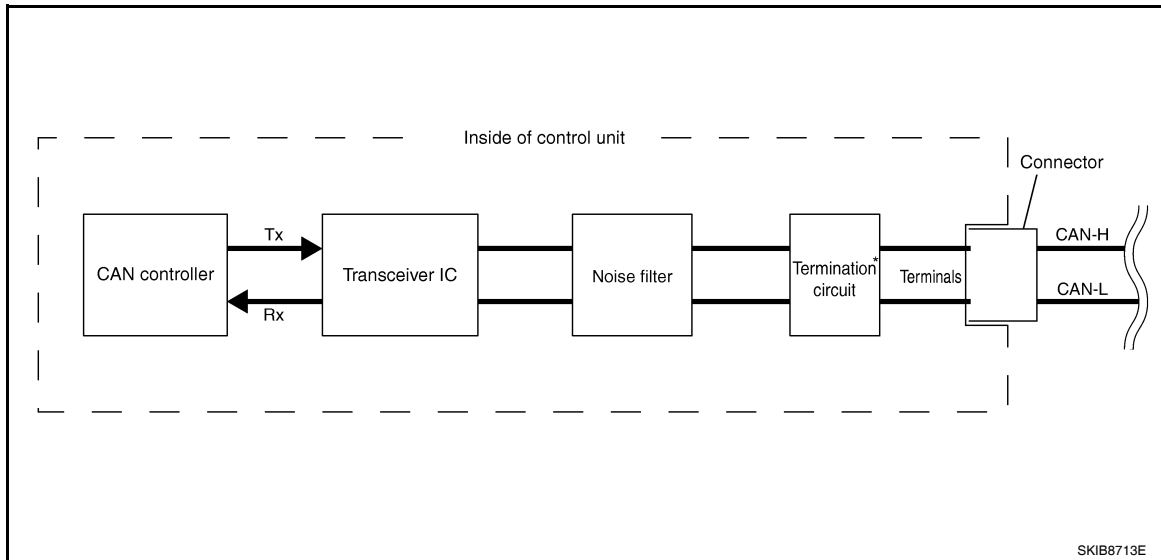 Inside of control unit
Connector
Tx
CAN-H
CAN controller
Transceiver IC
Noise filter
Termination*
circuit
Terminals
Rx
CAN-L
SKIB8713E